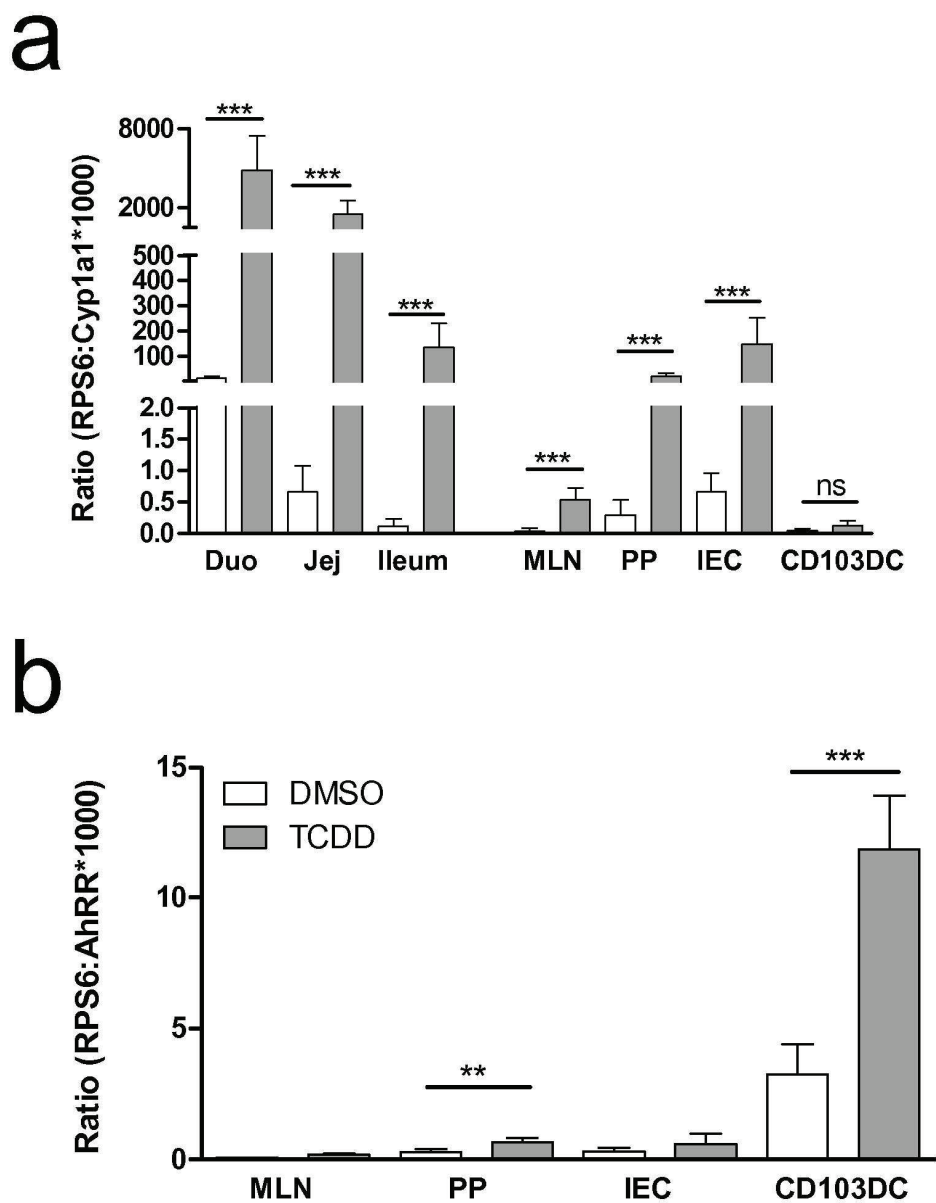 a
Ratio (RPS6:Cyp1a1*1000)
8000
2000
500
400
300
200
100
2.0
1.5
1.0
0.5
0.0
***
***
***
***
***
***
ns
Duo Jej Ileum MLN PP IEC CD103DC
b
Ratio (RPS6:AhRR*1000)
15
10
5
0
DMSO
TCDD
**
***
MLN PP IEC CD103DC